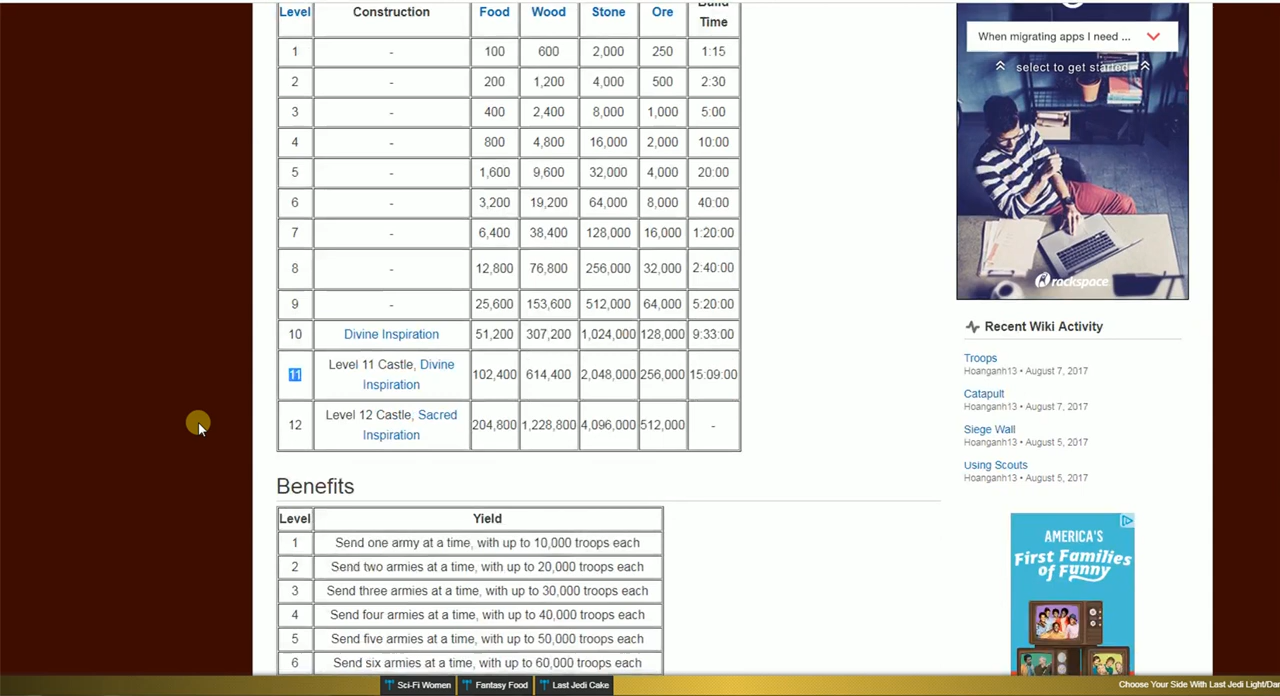 Level Construction Food Wood Stone Ore Build Time
1 - 100 600 2,000 250 1:15
2 - 200 1,200 4,000 500 2:30
3 - 400 2,400 8,000 1,000 5:00
4 - 800 4,800 16,000 2,000 10:00
5 - 1,600 9,600 32,000 4,000 20:00
6 - 3,200 19,200 64,000 8,000 40:00
7 - 6,400 38,400 128,000 16,000 1:20:00
8 - 12,800 76,800 256,000 32,000 2:40:00
9 - 25,600 153,600 512,000 64,000 5:20:00
10 Divine Inspiration 51,200 307,200 1,024,000 128,000 9:33:00
11 Level 11 Castle, Divine Inspiration 102,400 614,400 2,048,000 256,000 15:09:00
12 Level 12 Castle, Sacred Inspiration 204,800 1,228,800 4,096,000 512,000 -
Benefits
Level Yield
1 Send one army at a time, with up to 10,000 troops each
2 Send two armies at a time, with up to 20,000 troops each
3 Send three armies at a time, with up to 30,000 troops each
4 Send four armies at a time, with up to 40,000 troops each
5 Send five armies at a time, with up to 50,000 troops each
6 Send six armies at a time, with up to 60,000 troops each
When migrating apps I need ...
select to get started
rackspace
Recent Wiki Activity
Troops
Hoanganh13 • August 7, 2017
Catapult
Hoanganh13 • August 7, 2017
Siege Wall
Hoanganh13 • August 5, 2017
Using Scouts
Hoanganh13 • August 5, 2017
AMERICA'S
First Families
of Funny
Sci-Fi Women Fantasy Food Last Jedi Cake
Choose Your Side With Last Jedi Light/Dar